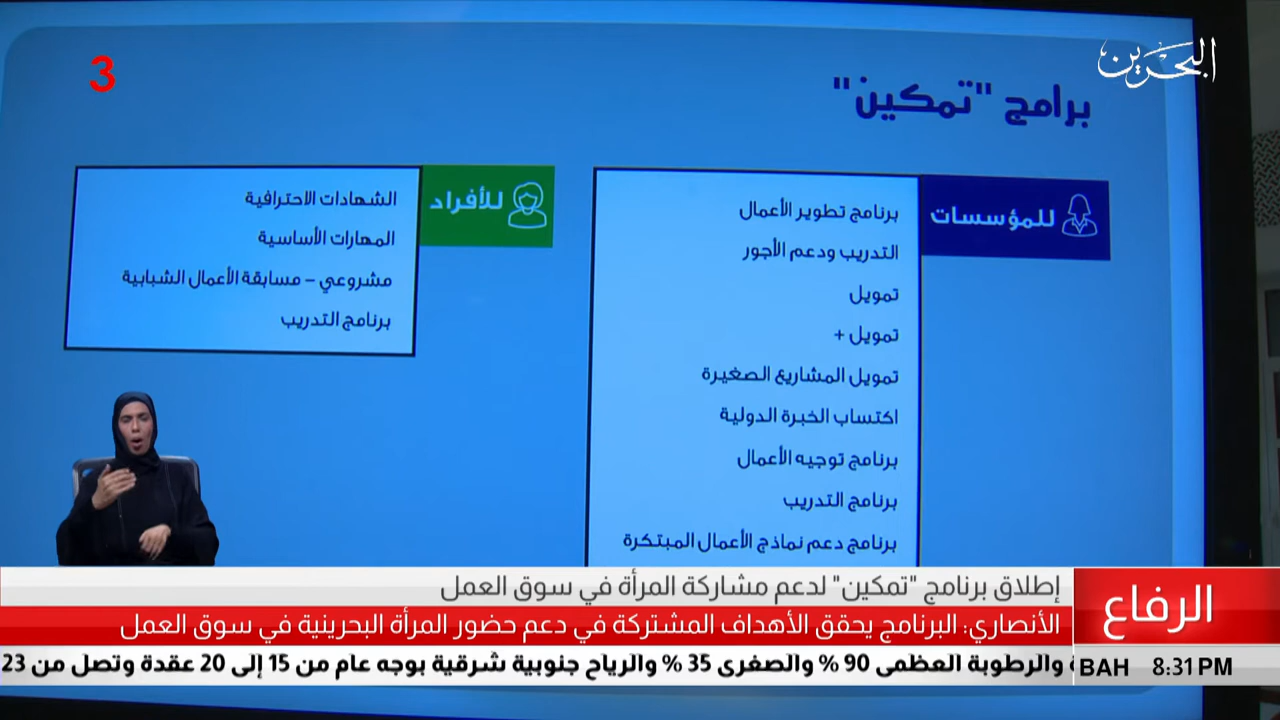 البحرين
3
برامج "تمكين"
للمؤسسات
برنامج تطوير الأعمال
التدريب ودعم الأجور
تمويل
تمويل +
تمويل المشاريع الصغيرة
اكتساب الخبرة الدولية
برنامج توجيه الأعمال
برنامج التدريب
برنامج دعم نماذج الأعمال المبتكرة
للأفراد
الشهادات الاحترافية
المهارات الأساسية
مشروعي – مسابقة الأعمال الشبابية
برنامج التدريب
الرفاع
إطلاق برنامج "تمكين" لدعم مشاركة المرأة في سوق العمل
الأنصاري: البرنامج يحقق الأهداف المشتركة في دعم حضور المرأة البحرينية في سوق العمل
BAH 8:31 PM
والرطوبة العظمى 90 % والصغرى 35 % والرياح جنوبية شرقية بوجه عام من 15 إلى 20 عقدة وتصل من 23